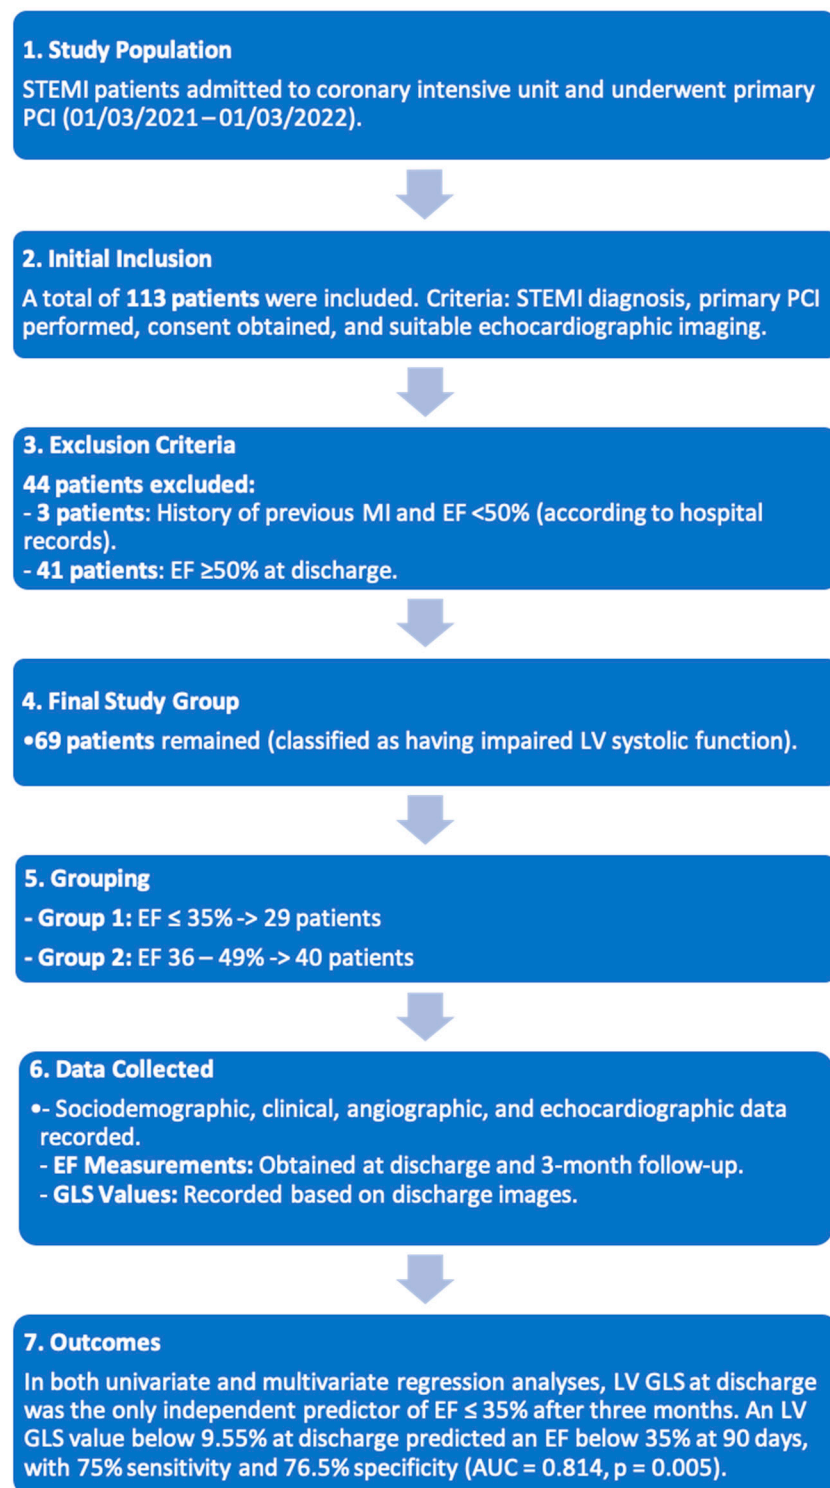 1. Study Population
STEMI patients admitted to coronary intensive unit and underwent primary
PCI (01/03/2021–01/03/2022).
2. Initial Inclusion
A total of 113 patients were included. Criteria: STEMI diagnosis, primary PCI
performed, consent obtained, and suitable echocardiographic imaging.
3. Exclusion Criteria
44 patients excluded:
- 3 patients: History of previous MI and EF <50% (according to hospital
records).
- 41 patients: EF ≥50% at discharge.
4. Final Study Group
•69 patients remained (classified as having impaired LV systolic function).
5. Grouping
- Group 1: EF ≤ 35% -> 29 patients
- Group 2: EF 36 – 49% -> 40 patients
6. Data Collected
•- Sociodemographic, clinical, angiographic, and echocardiographic data
recorded.
- EF Measurements: Obtained at discharge and 3-month follow-up.
- GLS Values: Recorded based on discharge images.
7. Outcomes
In both univariate and multivariate regression analyses, LV GLS at discharge
was the only independent predictor of EF ≤ 35% after three months. An LV
GLS value below 9.55% at discharge predicted an EF below 35% at 90 days,
with 75% sensitivity and 76.5% specificity (AUC = 0.814, p = 0.005).